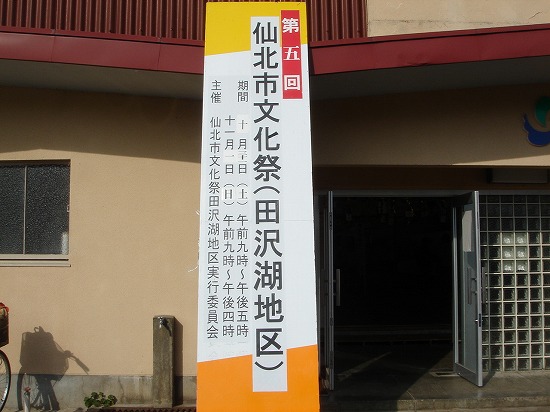 第五回
仙北市文化祭(田沢湖地区)
期間 十月三十一日(土)午前九時~午後五時
十一月一日(日)午前九時~午後四時
主催 仙北市文化祭田沢湖地区実行委員会